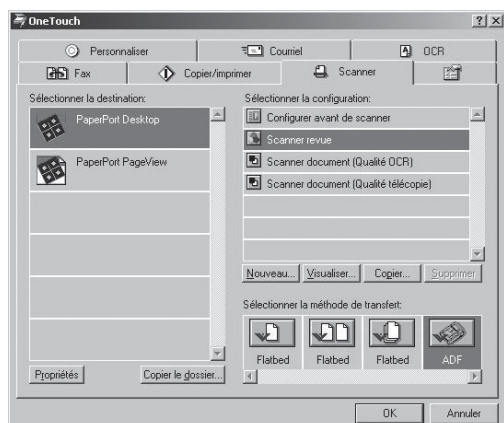 OneTouch
Personnaliser
Courriel
OCR
Fax
Copier/imprimer
Scanner
Sélectionner la destination:
PaperPort Desktop
PaperPort PageView
Propriétés
Copier le dossier...
Sélectionner la configuration:
Configurer avant de scanner
Scanner revue
Scanner document (Qualité OCR)
Scanner document (Qualité télécopie)
Nouveau...
Visualiser...
Copier...
Supprimer
Sélectionner la méthode de transfert:
Flatbed
Flatbed
Flatbed
ADF
OK
Annuler